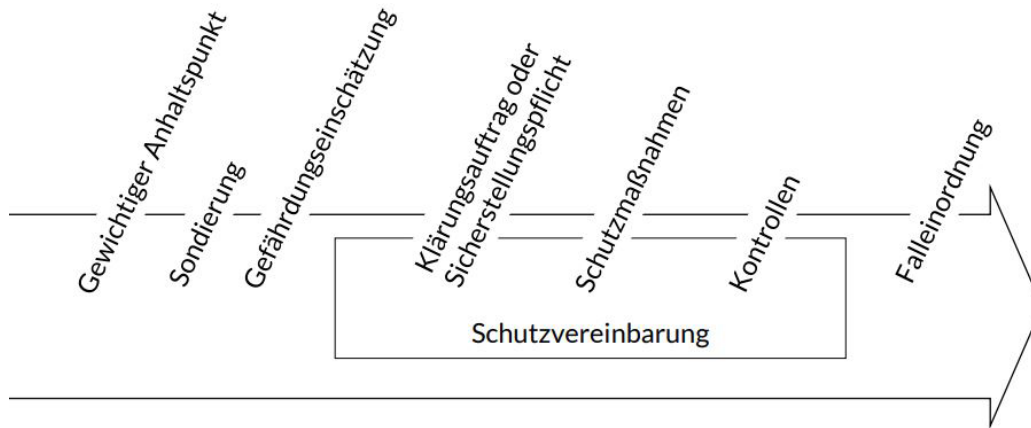 Gewichtiger Anhaltspunkt
Sondierung
Gefährdungseinschätzung
Klärungsauftrag oder
Sicherstellungspflicht
Schutzmaßnahmen
Kontrollen
Falleinordnung
Schutzvereinbarung